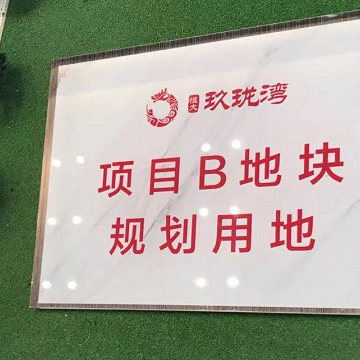 恒大 玖珑湾
项目B地块
规划用地